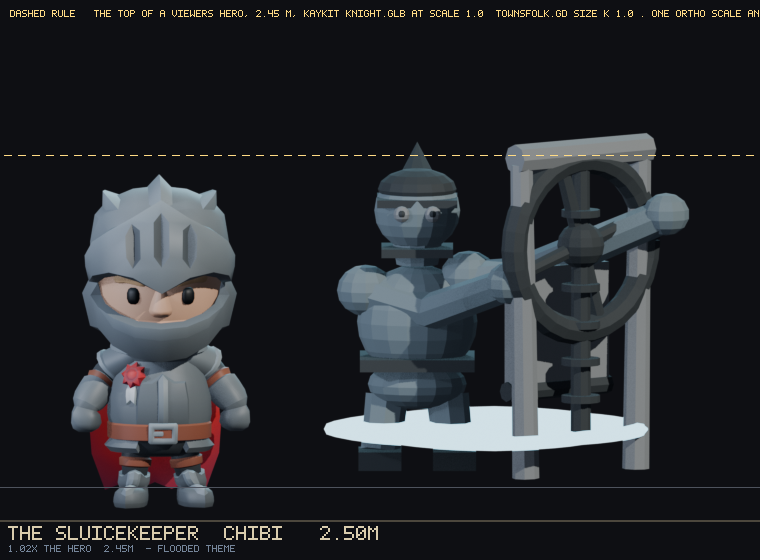 DASHED RULE   THE TOP OF A VIEWERS HERO, 2.45 M, KAYKIT KNIGHT.GLB AT SCALE 1.0  TOWNSFOLK.GD SIZE K 1.0 . ONE ORTHO SCALE AN
THE SLUICEKEEPER  CHIBI   2.50M
1.02X THE HERO  2.45M  - FLOODED THEME